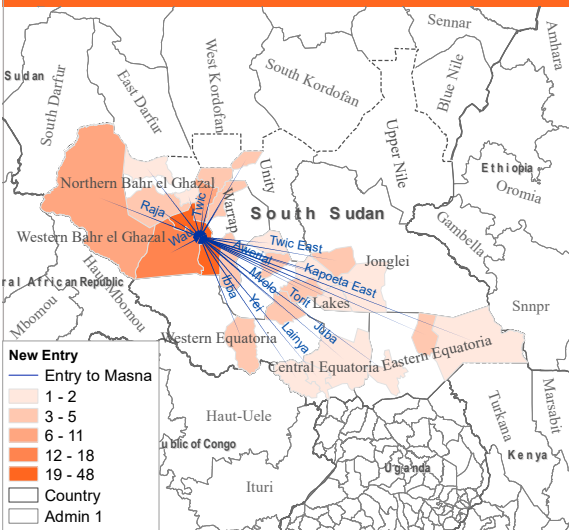 Sennar
Amhara
West Kordofan
South Kordofan
Blue Nile
Sudan
East Darfur
South Darfur
Upper Nile
Unity
Ethiopia
Northern Bahr el Ghazal
Oromia
Twic
Warrap
South Sudan
Raja
Gambella
Western Bahr el Ghazal
Wau
Twic East
Awerial
Jonglei
Kapoeta East
ral African Republic
Haut-Mbomou
Ibba
Mvolo
Torit
Lakes
Snnpr
Mbomou
Yei
Juba
Western Equatoria
Lainya
Eastern Equatoria
Central Equatoria
New Entry
Entry to Masna
1 - 2
3 - 5
6 - 11
12 - 18
19 - 48
Country
Admin 1
Haut-Uele
Marsabit
Turkana
ublic of Congo
Kenya
Uganda
Ituri